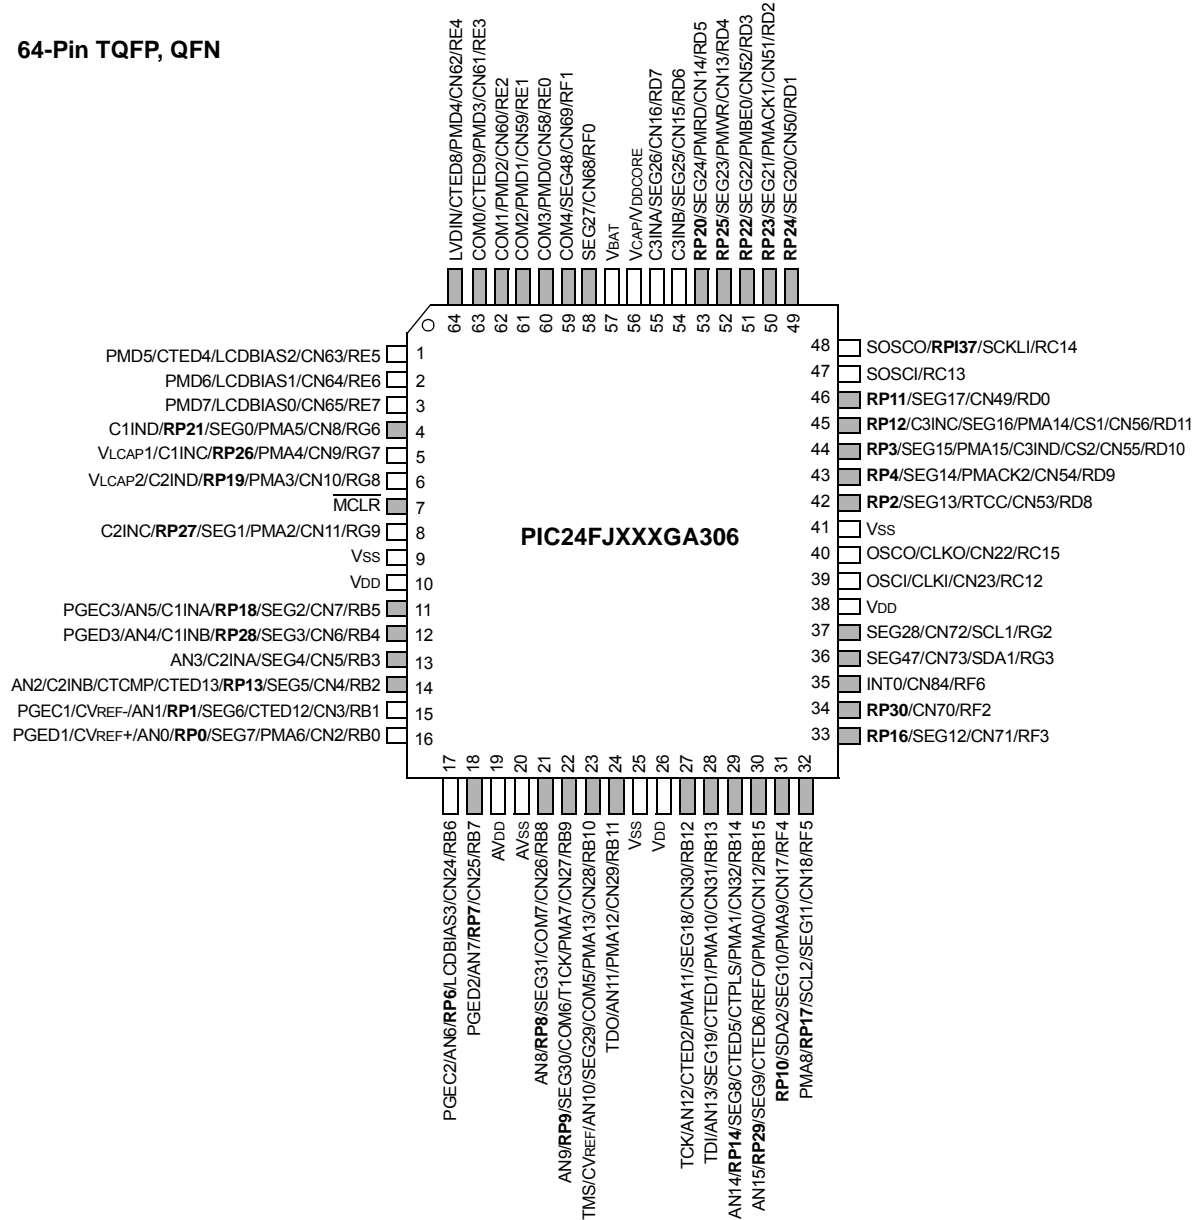 64-Pin TQFP, QFN
LVDIN/CTED8/PMD4/CN62/RE4
COM0/CTED9/PMD3/CN61/RE3
COM1/PMD2/CN60/RE2
COM2/PMD1/CN59/RE1
COM3/PMD0/CN58/RE0
COM4/SEG48/CN69/RF1
SEG27/CN68/RF0
VBAT
VCAP/VDDCORE
C3INA/SEG26/CN16/RD7
C3INB/SEG25/CN15/RD6
RP20/SEG24/PMRD/CN14/RD5
RP25/SEG23/PMWR/CN13/RD4
RP22/SEG22/PMBE0/CN52/RD3
RP23/SEG21/PMACK1/CN51/RD2
RP24/SEG20/CN50/RD1
64 63 62 61 60 59 58 57 56 55 54 53 52 51 50 49
PMD5/CTED4/LCDBIAS2/CN63/RE5 1
PMD6/LCDBIAS1/CN64/RE6 2
PMD7/LCDBIAS0/CN65/RE7 3
C1IND/RP21/SEG0/PMA5/CN8/RG6 4
VLCAP1/C1INC/RP26/PMA4/CN9/RG7 5
VLCAP2/C2IND/RP19/PMA3/CN10/RG8 6
MCLR 7
C2INC/RP27/SEG1/PMA2/CN11/RG9 8
VSS 9
VDD 10
PGEC3/AN5/C1INA/RP18/SEG2/CN7/RB5 11
PGED3/AN4/C1INB/RP28/SEG3/CN6/RB4 12
AN3/C2INA/SEG4/CN5/RB3 13
AN2/C2INB/CTCMP/CTED13/RP13/SEG5/CN4/RB2 14
PGEC1/CVREF-/AN1/RP1/SEG6/CTED12/CN3/RB1 15
PGED1/CVREF+/AN0/RP0/SEG7/PMA6/CN2/RB0 16
PIC24FJXXXGA306
48 SOSCO/RPI37/SCKLI/RC14
47 SOSCI/RC13
46 RP11/SEG17/CN49/RD0
45 RP12/C3INC/SEG16/PMA14/CS1/CN56/RD11
44 RP3/SEG15/PMA15/C3IND/CS2/CN55/RD10
43 RP4/SEG14/PMACK2/CN54/RD9
42 RP2/SEG13/RTCC/CN53/RD8
41 VSS
40 OSCO/CLKO/CN22/RC15
39 OSCI/CLKI/CN23/RC12
38 VDD
37 SEG28/CN72/SCL1/RG2
36 SEG47/CN73/SDA1/RG3
35 INT0/CN84/RF6
34 RP30/CN70/RF2
33 RP16/SEG12/CN71/RF3
17 18 19 20 21 22 23 24 25 26 27 28 29 30 31 32
PGEC2/AN6/RP6/LCDBIAS3/CN24/RB6
PGED2/AN7/RP7/CN25/RB7
AVDD
AVSS
AN8/RP8/SEG31/COM7/CN26/RB8
AN9/RP9/SEG30/COM6/T1CK/PMA7/CN27/RB9
TMS/CVREF/AN10/SEG29/COM5/PMA13/CN28/RB10
TDO/AN11/PMA12/CN29/RB11
VSS
VDD
TCK/AN12/CTED2/PMA11/SEG18/CN30/RB12
TDI/AN13/SEG19/CTED1/PMA10/CN31/RB13
AN14/RP14/SEG8/CTED5/CTPLS/PMA1/CN32/RB14
AN15/RP29/SEG9/CTED6/REFO/PMA0/CN12/RB15
RP10/SDA2/SEG10/PMA9/CN17/RF4
PMA8/RP17/SCL2/SEG11/CN18/RF5